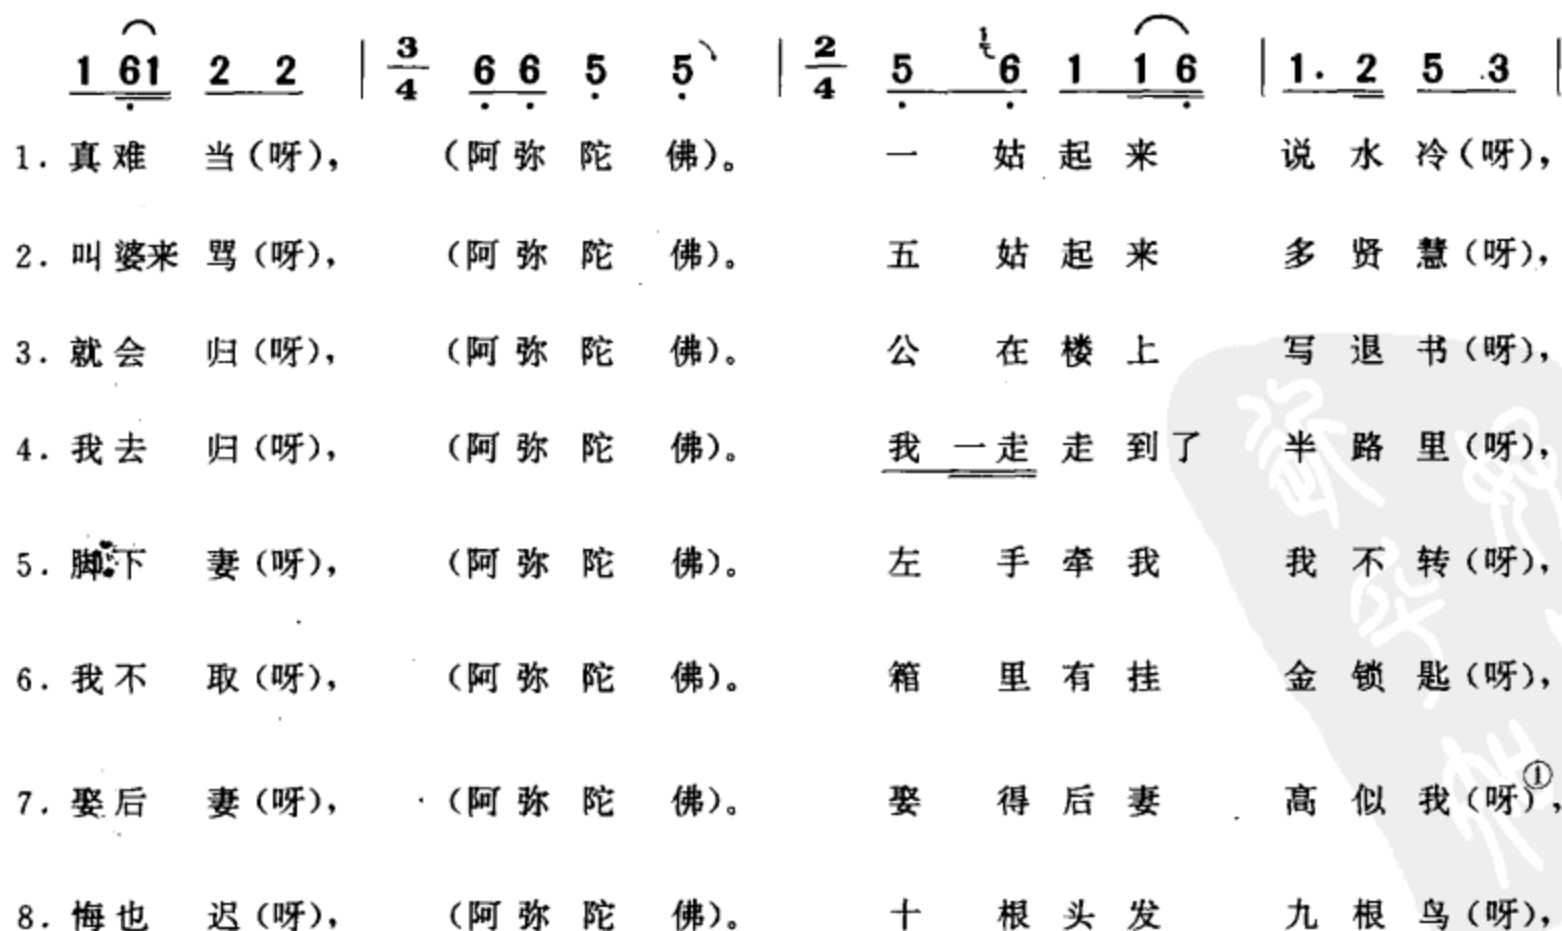 1 61 2 2 | 3/4 6 6 5 5 | 2/4 5 6 1 1 6 | 1. 2 5 .3 |
1. 真难 当(呀), (阿弥陀 佛)。 一 姑起来 说水冷(呀),
2. 叫婆来 骂(呀), (阿弥陀 佛)。 五 姑起来 多贤慧(呀),
3. 就会 归(呀), (阿弥陀 佛)。 公 在楼上 写退书(呀),
4. 我去 归(呀), (阿弥陀 佛)。 我一走走到了 半路里(呀),
5. 脚下 妻(呀), (阿弥陀 佛)。 左 手牵我 我不转(呀),
6. 我不 取(呀), (阿弥陀 佛)。 箱 里有挂 金锁匙(呀),
7. 娶后 妻(呀), (阿弥陀 佛)。 娶 得后妻 高似我(呀)①,
8. 悔也 迟(呀), (阿弥陀 佛)。 十 根头发 九根鸟(呀),